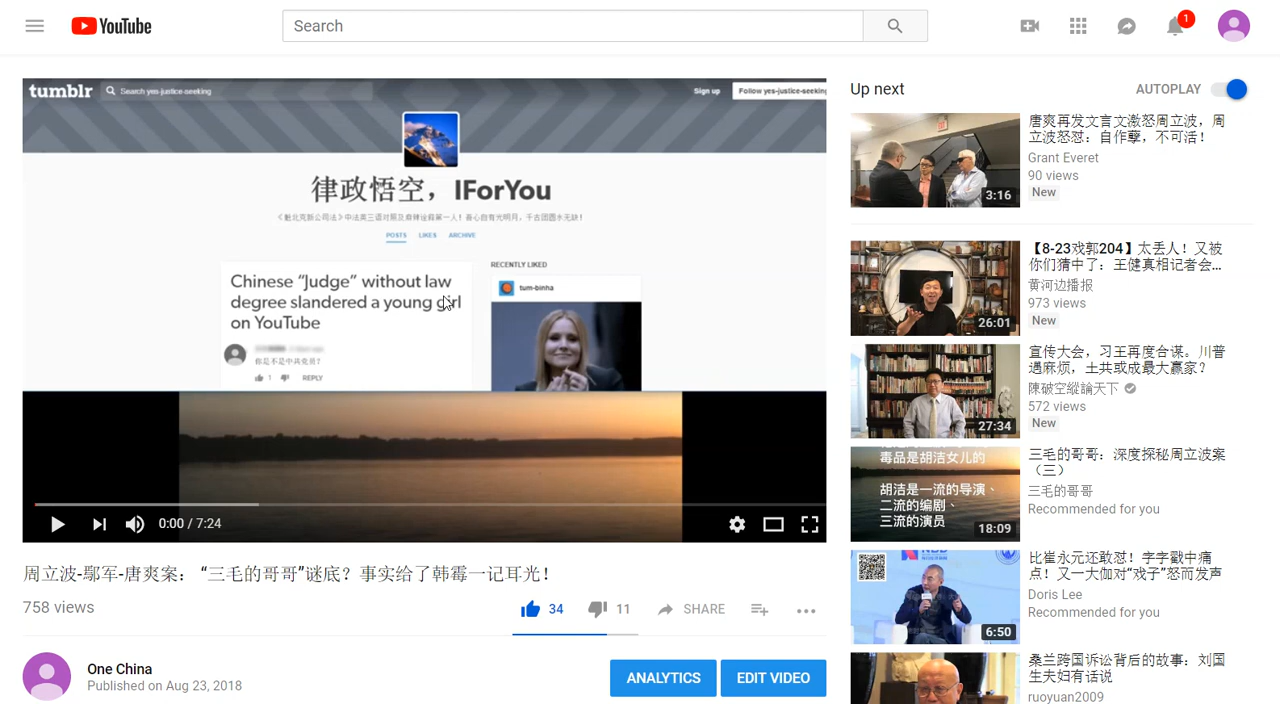 YouTube
Search
1
tumblr
Search yes-justice-seeking
Sign up
Follow yes-justice-seeking
律政悟空，IForYou
POSTS
LIKES
ARCHIVE
Chinese “Judge” without law
degree slandered a young girl
on YouTube
你是不是中共党员？
1
REPLY
RECENTLY LIKED
tum-binha
0:00 / 7:24
周立波-鄢军-唐爽案：“三毛的哥哥”谜底？事实给了韩霉一记耳光！
758 views
34
11
SHARE
One China
Published on Aug 23, 2018
ANALYTICS
EDIT VIDEO
Up next
AUTOPLAY
3:16
唐爽再发文言文激怒周立波，周
立波怒怼：自作孽，不可活！
Grant Everet
90 views
New
26:01
【8-23戏郭204】太丢人！又被
你们猜中了：王健真相记者会...
黄河边播报
973 views
New
27:34
宣传大会，习王再度合谋。川普
遇麻烦，土共或成最大赢家？
陳破空縱論天下
572 views
New
毒品是胡洁女儿的
胡洁是一流的导演、
二流的编剧、
三流的演员
18:09
三毛的哥哥：深度探秘周立波案
（三）
三毛的哥哥
Recommended for you
6:50
比崔永元还敢怼！字字戳中痛
点！又一大伽对“戏子”怒而发声
Doris Lee
Recommended for you
桑兰跨国诉讼背后的故事：刘国
生夫妇有话说
ruoyuan2009